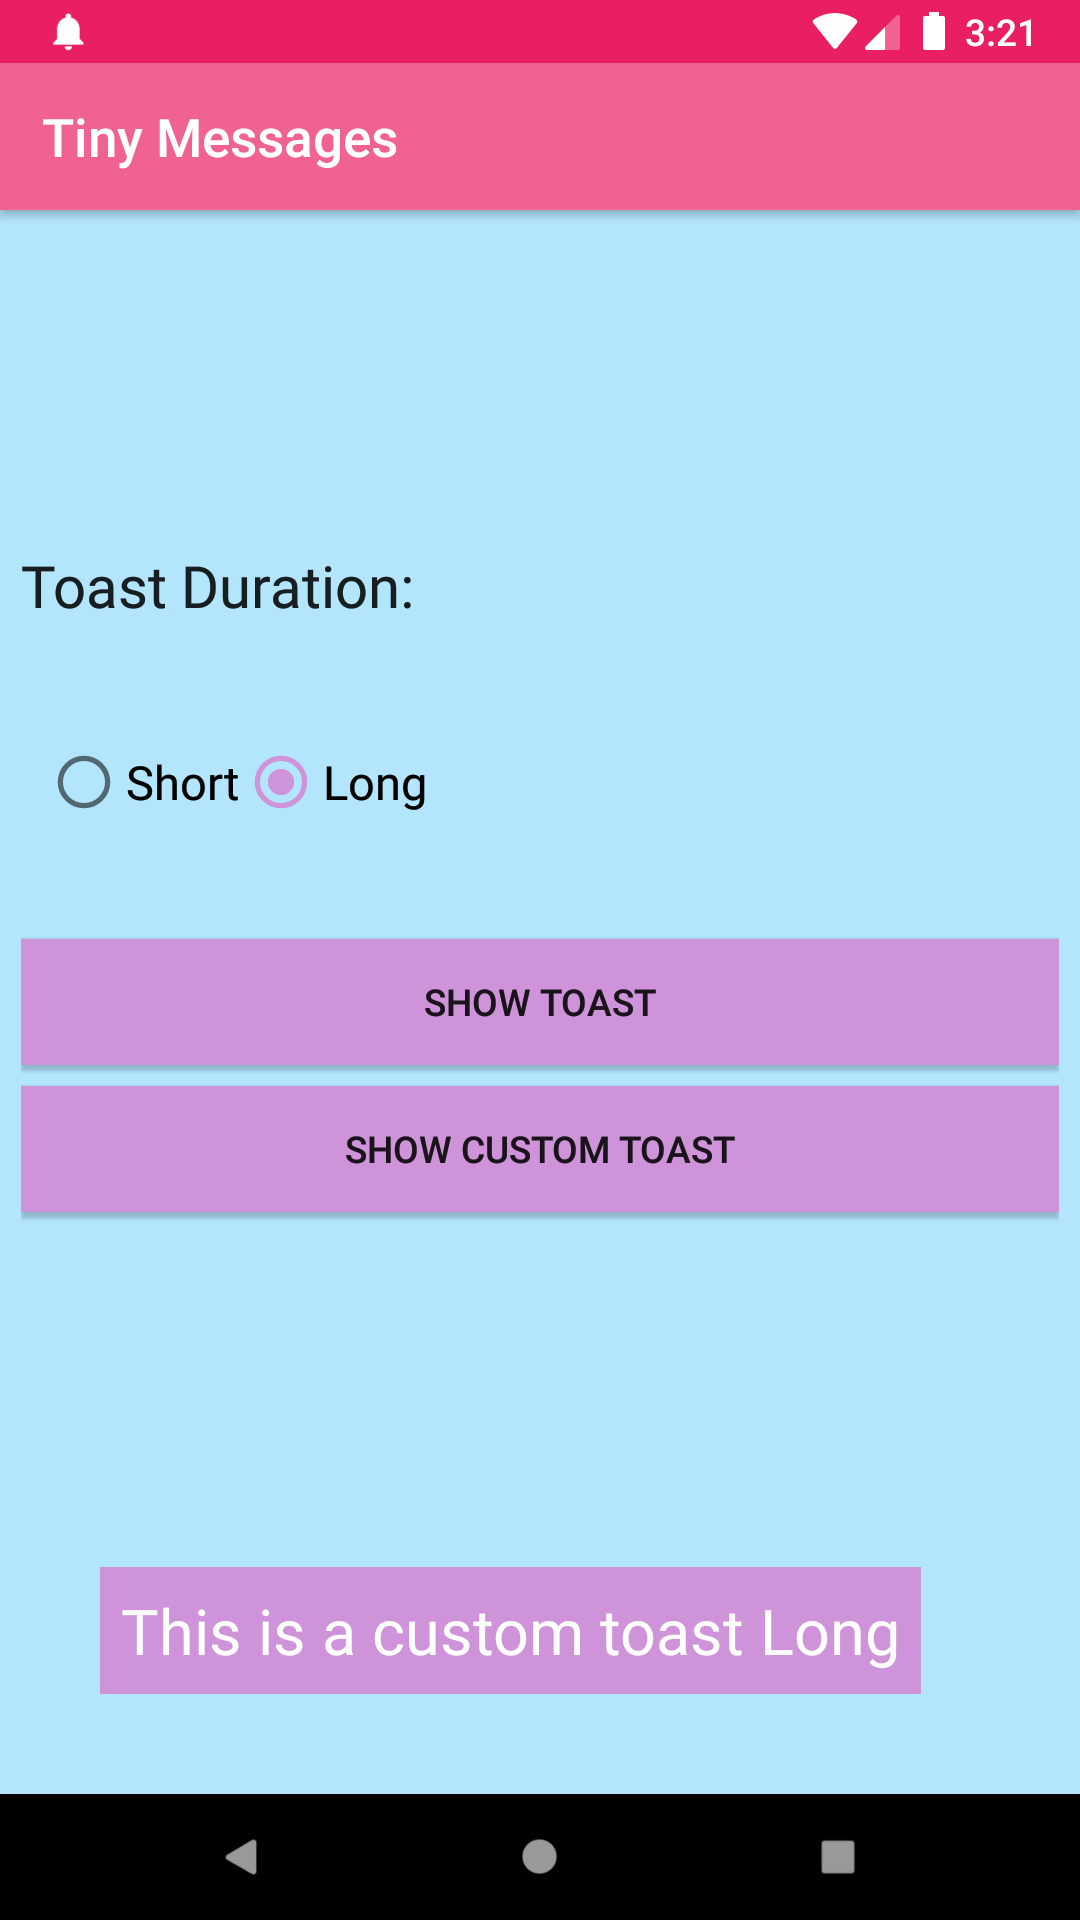 3:21
Tiny Messages
Toast Duration:
Short Long
SHOW TOAST
SHOW CUSTOM TOAST
This is a custom toast Long